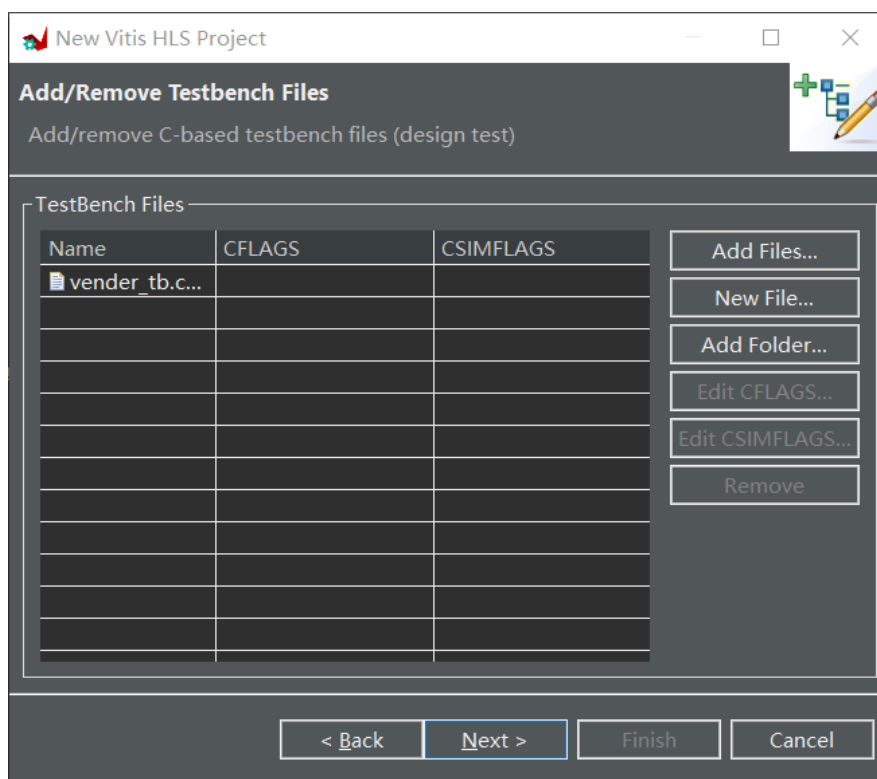 New Vitis HLS Project
Add/Remove Testbench Files
Add/remove C-based testbench files (design test)
TestBench Files
Name CFLAGS CSIMFLAGS
vender_tb.c...
Add Files...
New File...
Add Folder...
Edit CFLAGS...
Edit CSIMFLAGS...
Remove
< Back Next > Finish Cancel